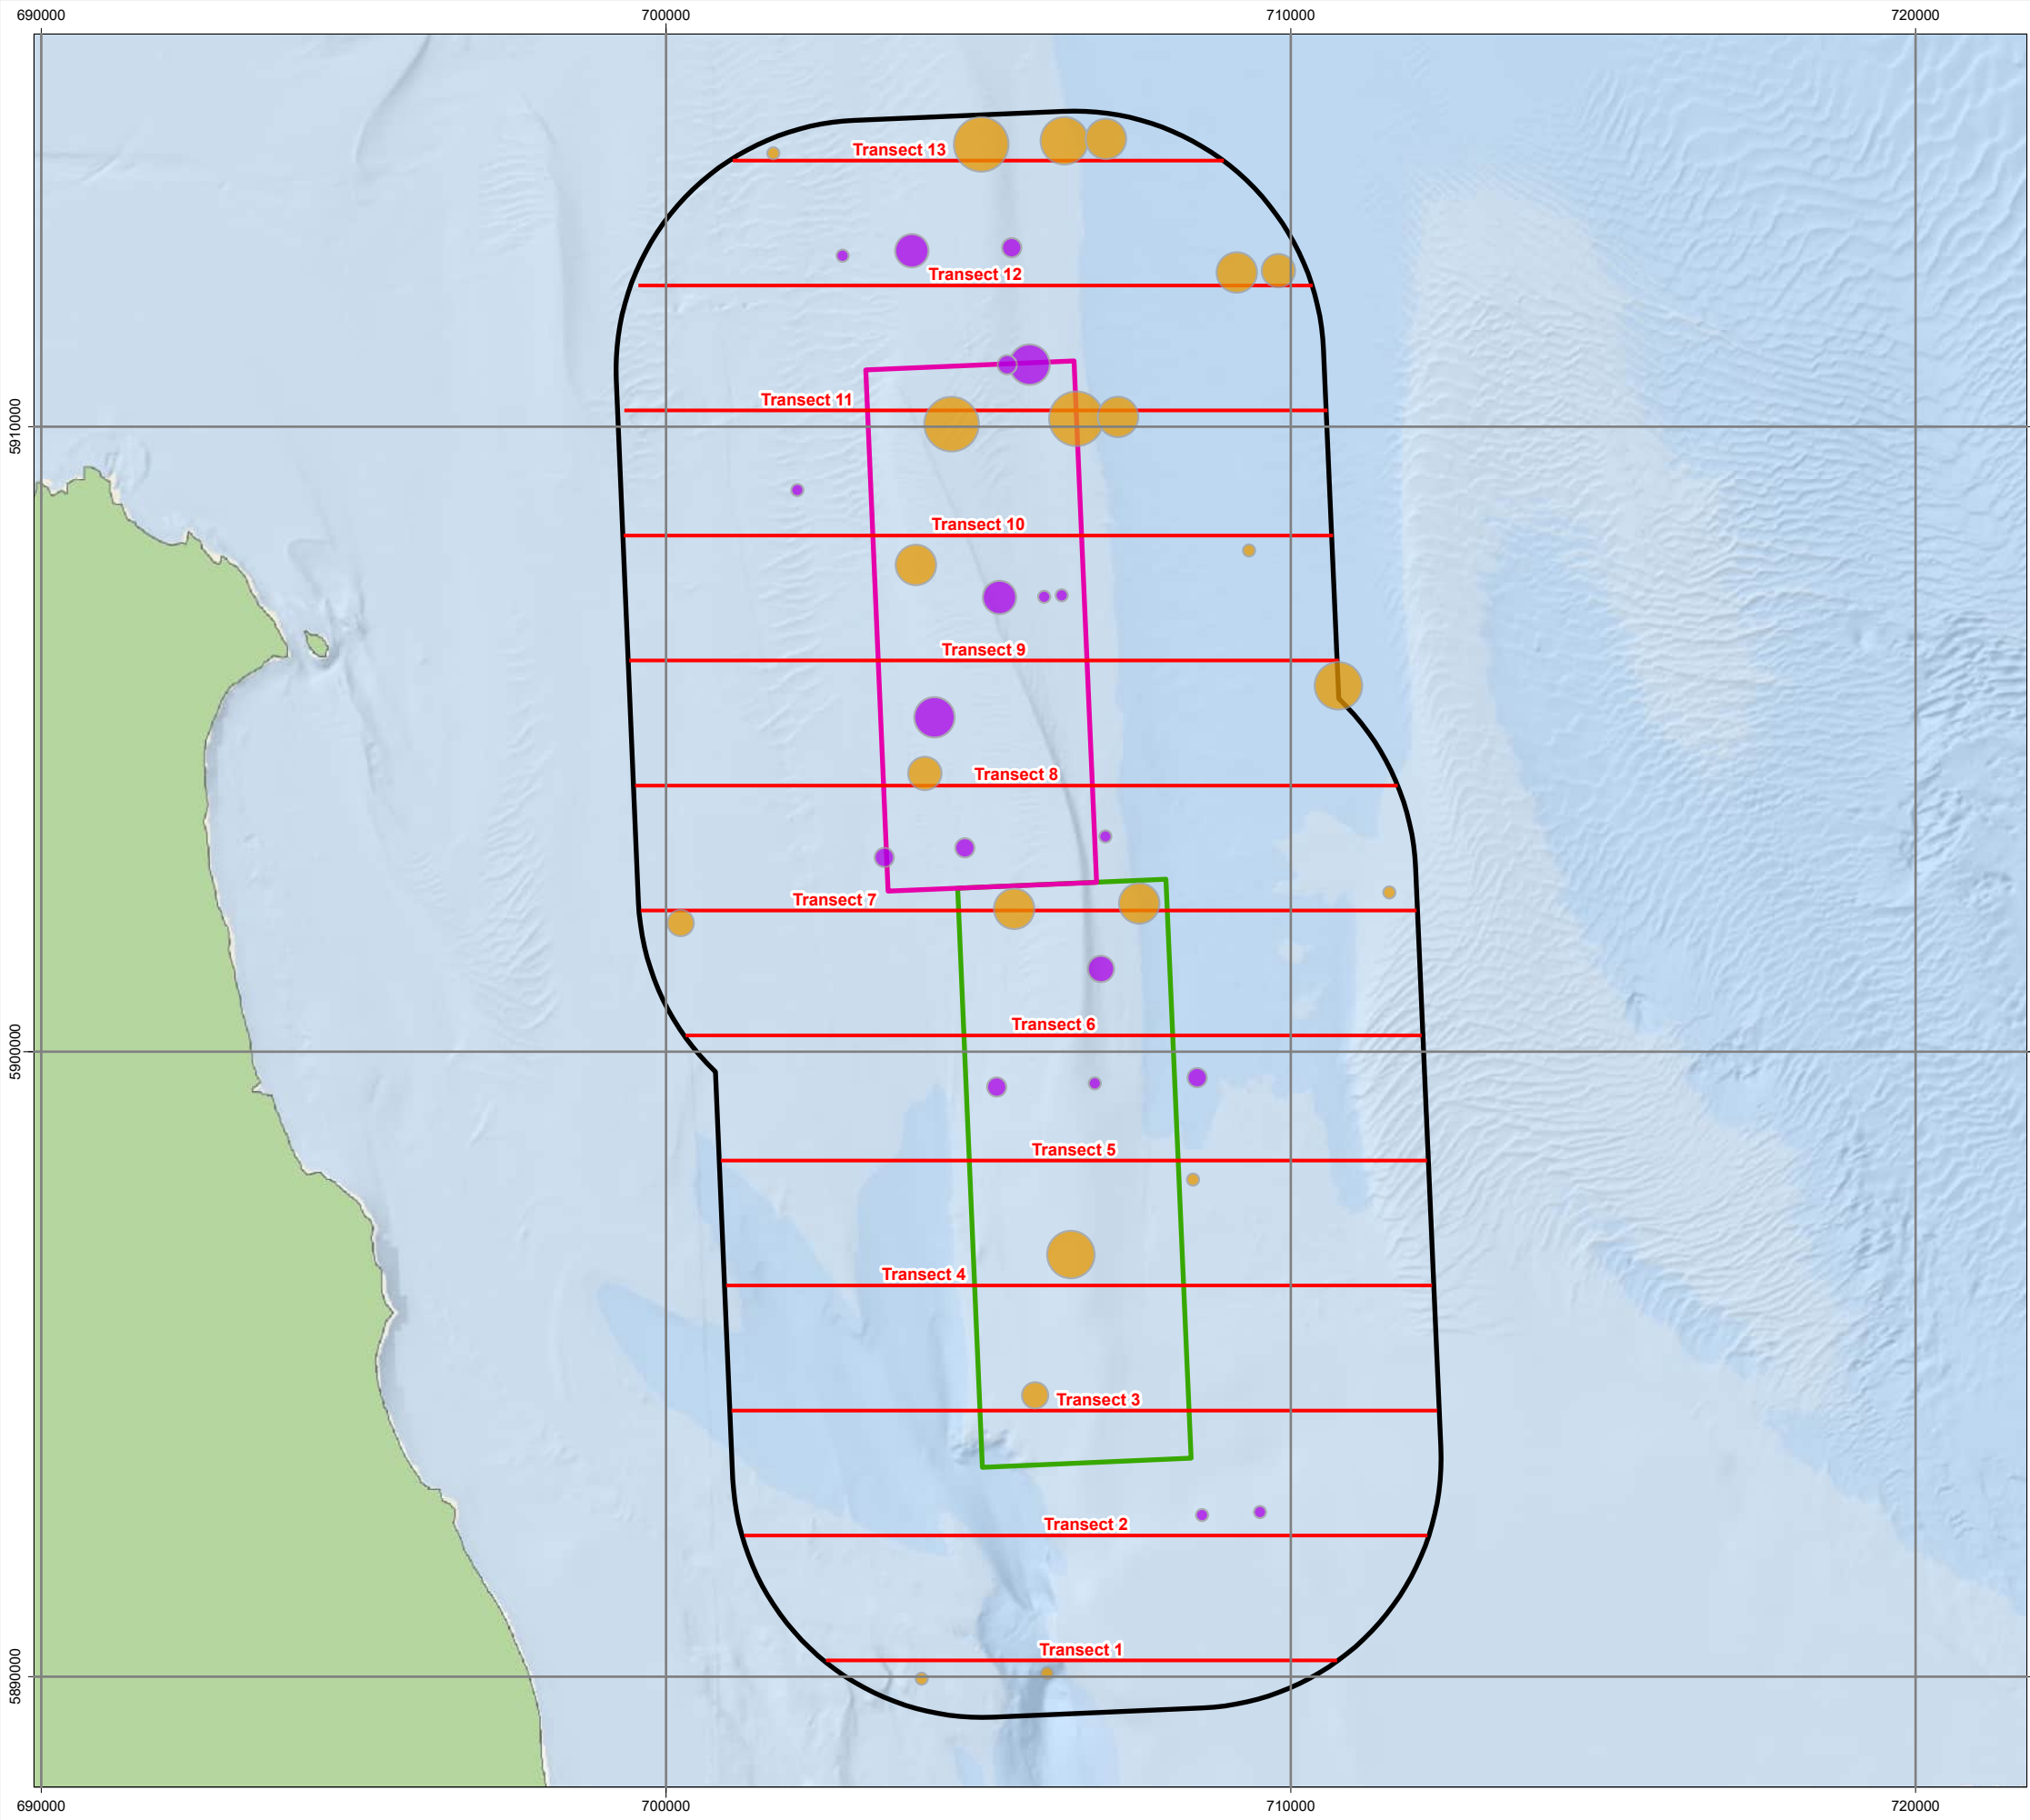 690000
700000
710000
720000
Transect 13
Transect 12
Transect 11
5910000
Transect 10
Transect 9
Transect 8
Transect 7
Transect 6
5900000
Transect 5
Transect 4
Transect 3
Transect 2
Transect 1
5890000
690000
700000
710000
720000